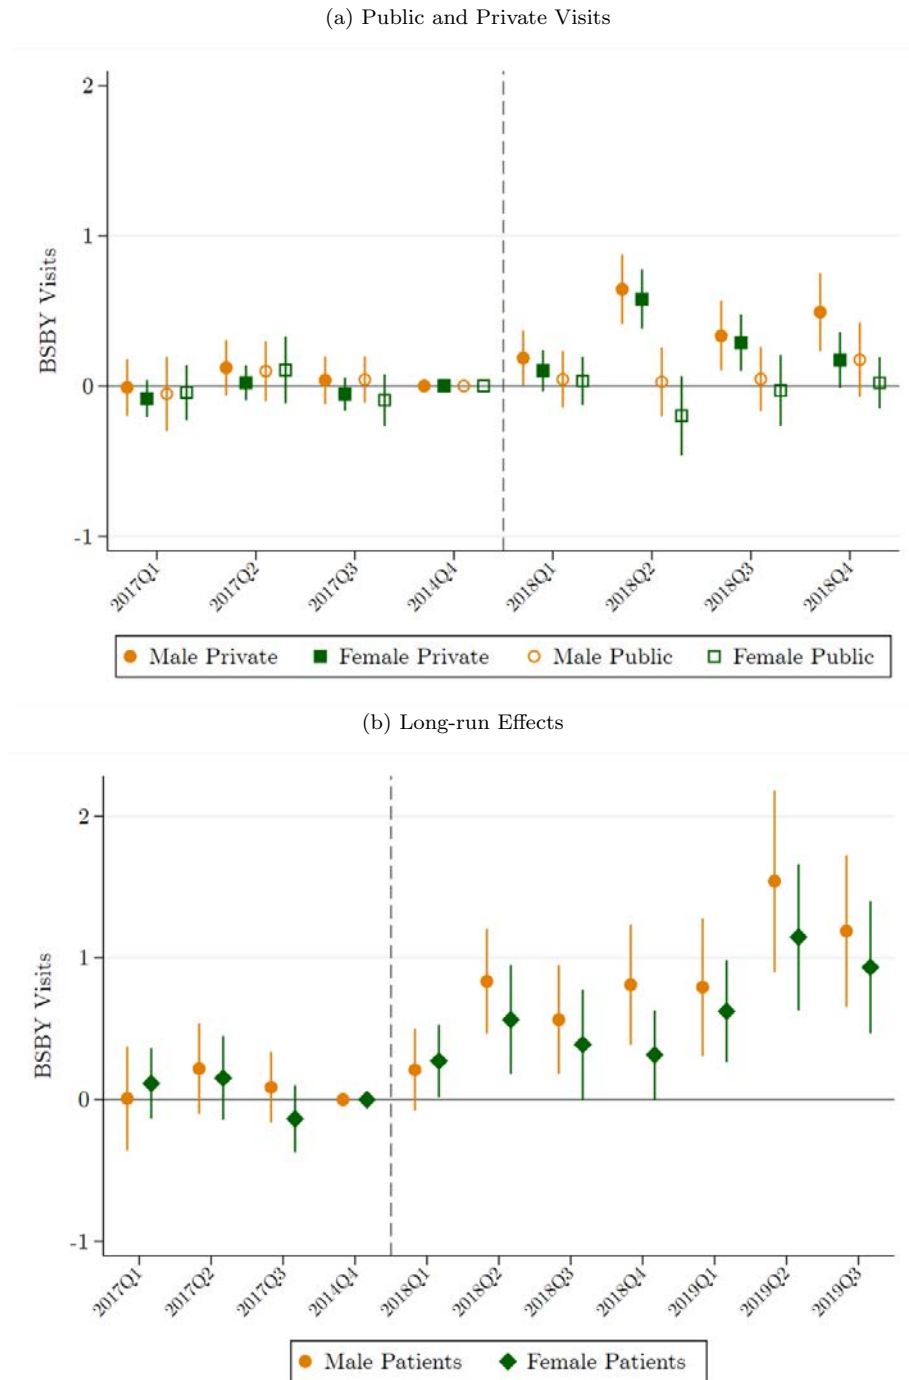 (a) Public and Private Visits
2
1
0
-1
BSBY Visits
2017Q1 2017Q2 2017Q3 2014Q4 2018Q1 2018Q2 2018Q3 2018Q4
Male Private Female Private Male Public Female Public
(b) Long-run Effects
2
1
0
-1
BSBY Visits
2017Q1 2017Q2 2017Q3 2014Q4 2018Q1 2018Q2 2018Q3 2018Q4 2019Q1 2019Q2 2019Q3
Male Patients Female Patients